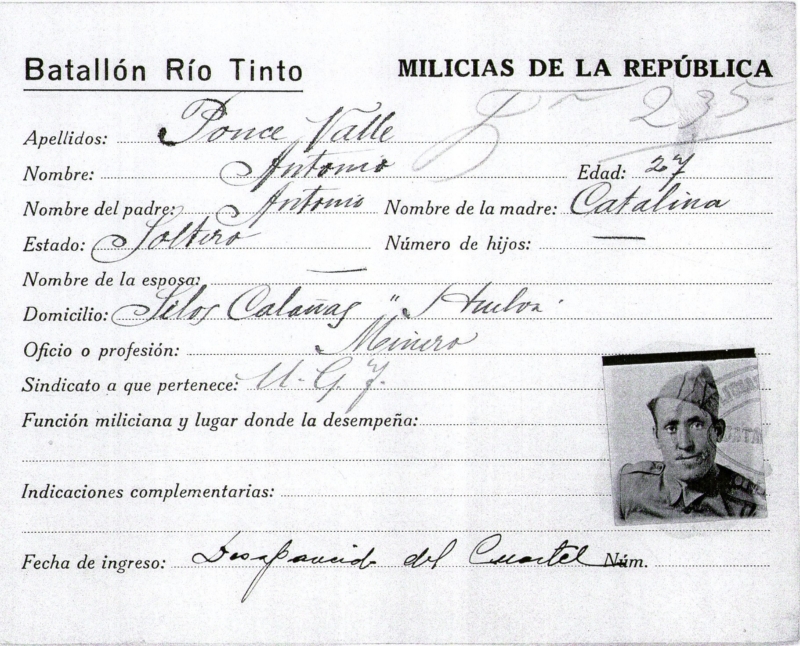 Batallón Río Tinto MILICIAS DE LA REPÚBLICA
235
Apellidos: Ponce Valle
Nombre: Antonio Edad: 27
Nombre del padre: Antonio Nombre de la madre: Catalina
Estado: Soltero Número de hijos: —
Nombre de la esposa: —
Domicilio: Silos Calañas " Huelva
Oficio o profesión: Minero
Sindicato a que pertenece: U. G. T.
Función miliciana y lugar donde la desempeña:
Indicaciones complementarias:
Fecha de ingreso: Desaparecido del Cuartel Núm.